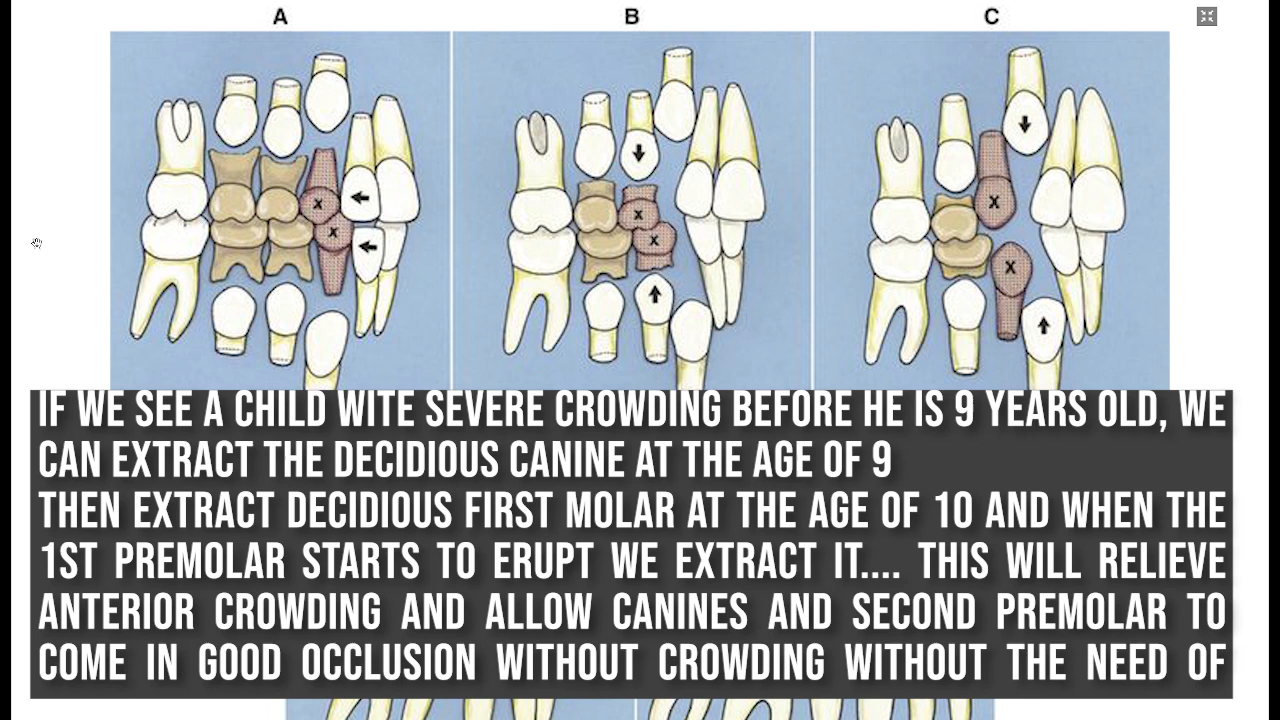 A B C
X X X X X X
IF WE SEE A CHILD WITE SEVERE CROWDING BEFORE HE IS 9 YEARS OLD, WE
CAN EXTRACT THE DECIDIOUS CANINE AT THE AGE OF 9
THEN EXTRACT DECIDIOUS FIRST MOLAR AT THE AGE OF 10 AND WHEN THE
1ST PREMOLAR STARTS TO ERUPT WE EXTRACT IT.... THIS WILL RELIEVE
ANTERIOR CROWDING AND ALLOW CANINES AND SECOND PREMOLAR TO
COME IN GOOD OCCLUSION WITHOUT CROWDING WITHOUT THE NEED OF